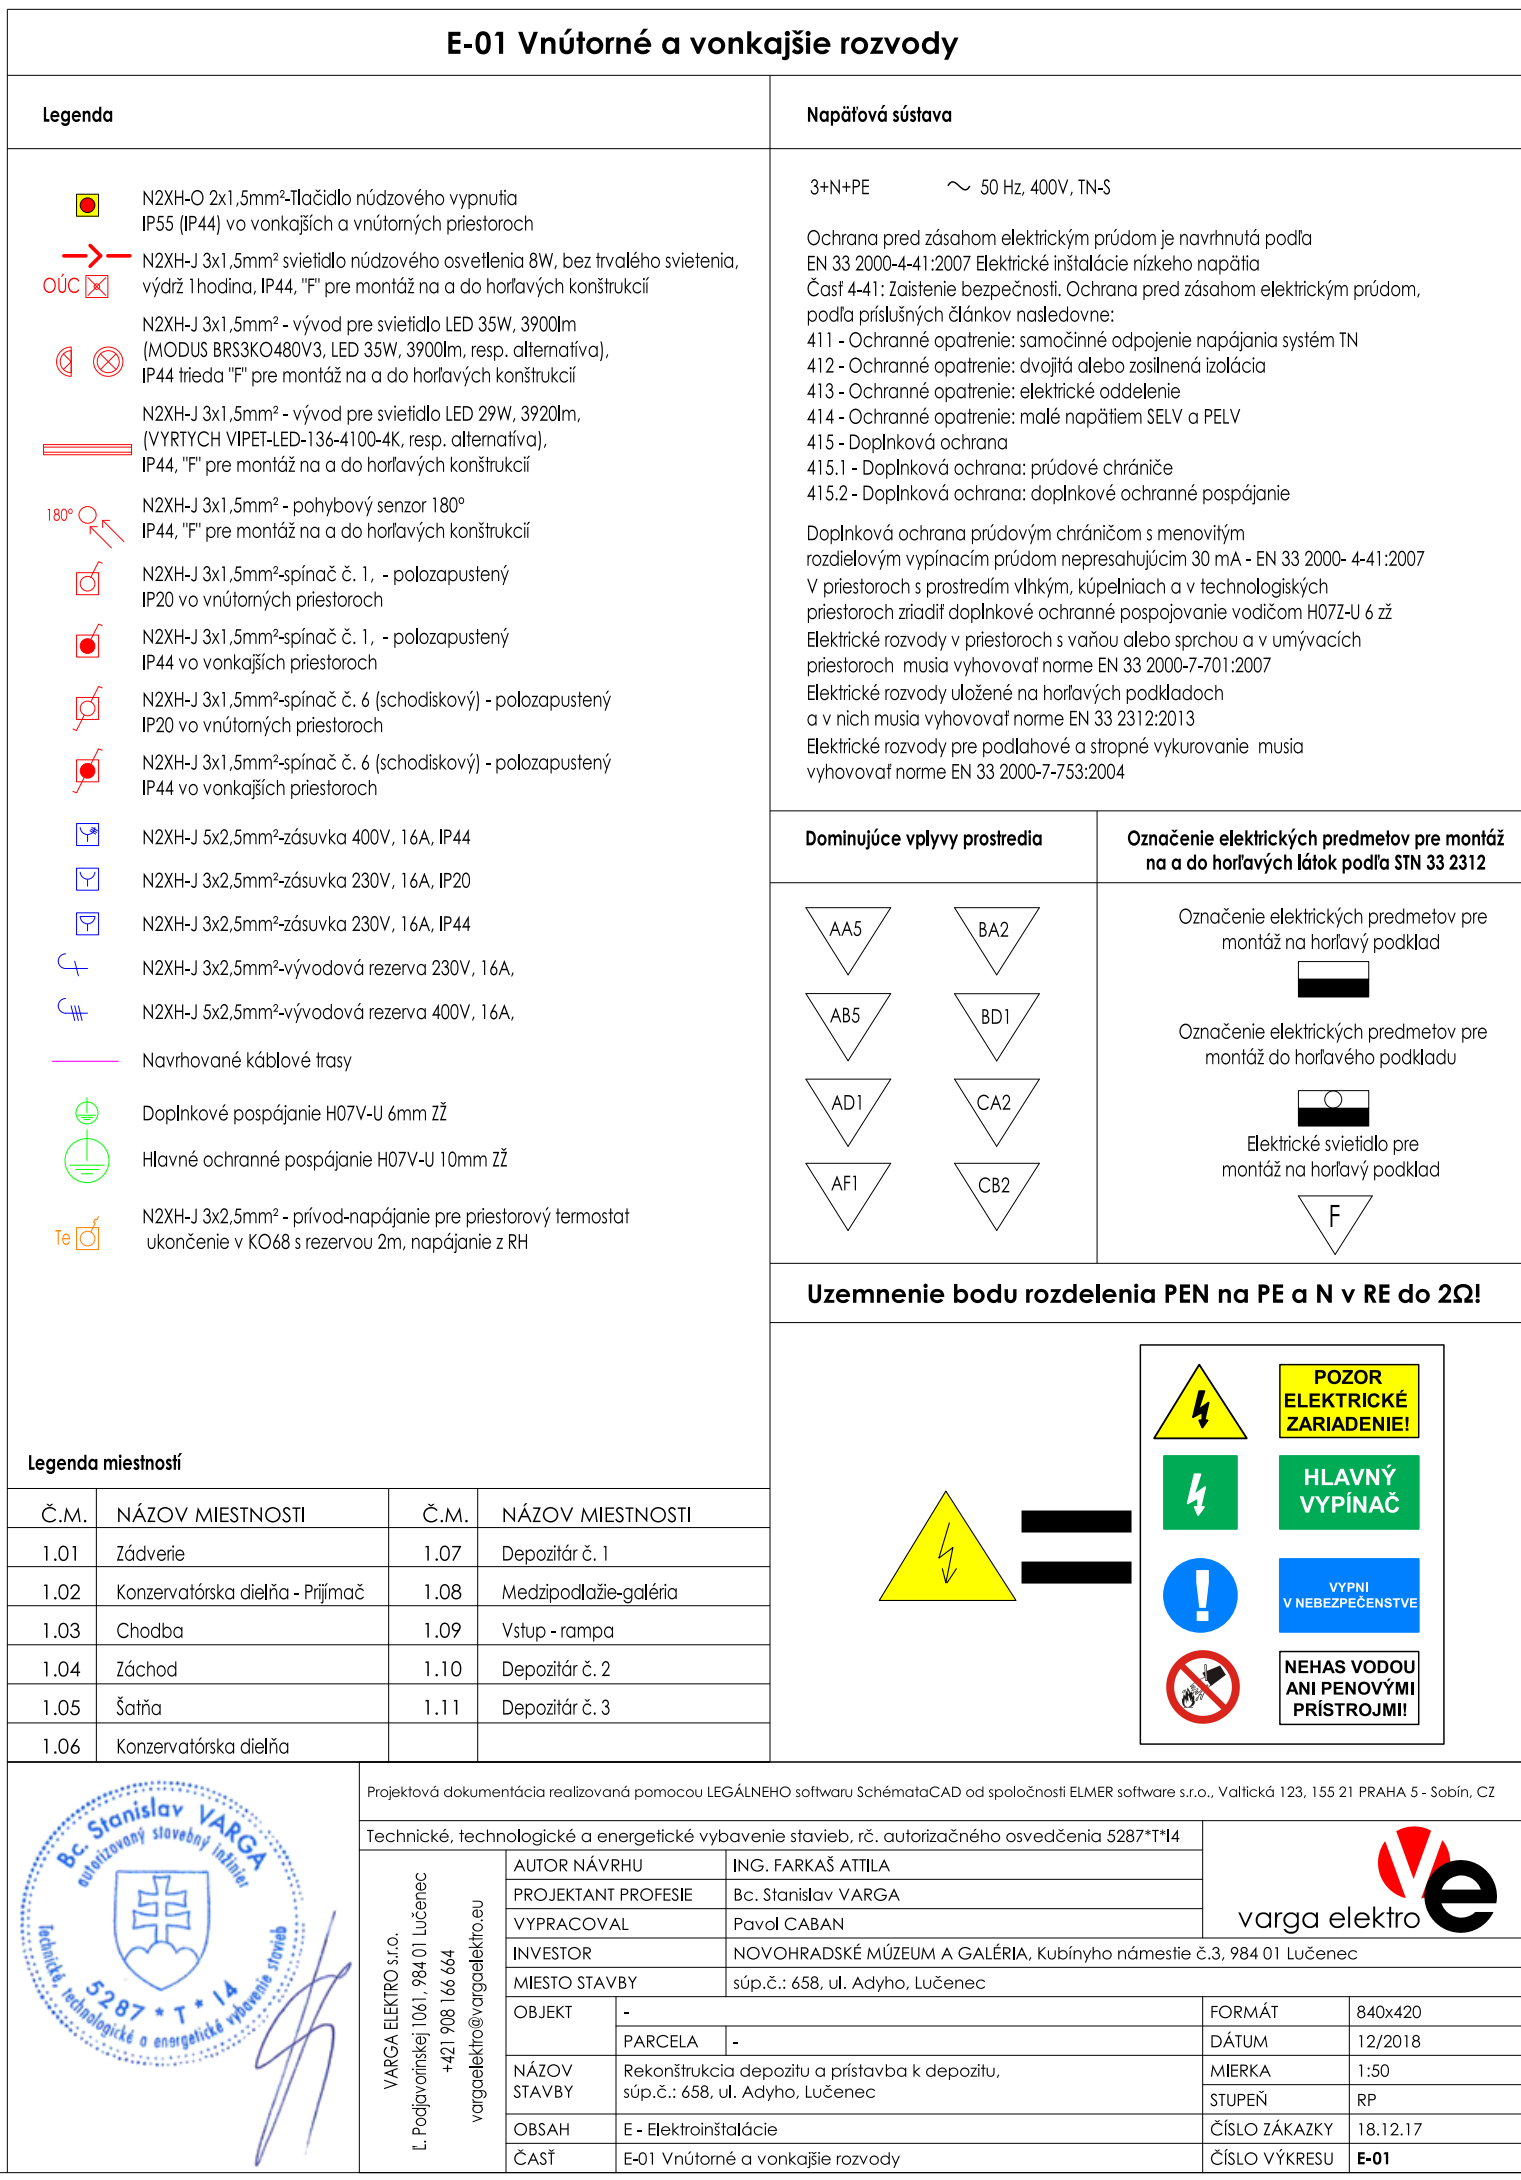 E-01 Vnútorné a vonkajšie rozvody
Legenda
N2XH-O 2x1,5mm²-Tlačidlo núdzového vypnutia
IP55 (IP44) vo vonkajších a vnútorných priestoroch
N2XH-J 3x1,5mm² svietidlo núdzového osvetlenia 8W, bez trvalého svietenia,
OÚC výdrž 1hodina, IP44, "F" pre montáž na a do horľavých konštrukcií
N2XH-J 3x1,5mm² - vývod pre svietidlo LED 35W, 3900lm
(MODUS BRS3KO480V3, LED 35W, 3900lm, resp. alternatíva),
IP44 trieda "F" pre montáž na a do horľavých konštrukcií
N2XH-J 3x1,5mm² - vývod pre svietidlo LED 29W, 3920lm,
(VYRTYCH VIPET-LED-136-4100-4K, resp. alternatíva),
IP44, "F" pre montáž na a do horľavých konštrukcií
180° N2XH-J 3x1,5mm² - pohybový senzor 180º
IP44, "F" pre montáž na a do horľavých konštrukcií
N2XH-J 3x1,5mm²-spínač č. 1, - polozapustený
IP20 vo vnútorných priestoroch
N2XH-J 3x1,5mm²-spínač č. 1, - polozapustený
IP44 vo vonkajších priestoroch
N2XH-J 3x1,5mm²-spínač č. 6 (schodiskový) - polozapustený
IP20 vo vnútorných priestoroch
N2XH-J 3x1,5mm²-spínač č. 6 (schodiskový) - polozapustený
IP44 vo vonkajších priestoroch
N2XH-J 5x2,5mm²-zásuvka 400V, 16A, IP44
N2XH-J 3x2,5mm²-zásuvka 230V, 16A, IP20
N2XH-J 3x2,5mm²-zásuvka 230V, 16A, IP44
N2XH-J 3x2,5mm²-vývodová rezerva 230V, 16A,
N2XH-J 5x2,5mm²-vývodová rezerva 400V, 16A,
Navrhované káblové trasy
Doplnkové pospájanie H07V-U 6mm ZŽ
Hlavné ochranné pospájanie H07V-U 10mm ZŽ
N2XH-J 3x2,5mm² - prívod-napájanie pre priestorový termostat
Te ukončenie v KO68 s rezervou 2m, napájanie z RH
Napäťová sústava
3+N+PE ~ 50 Hz, 400V, TN-S
Ochrana pred zásahom elektrickým prúdom je navrhnutá podľa
EN 33 2000-4-41:2007 Elektrické inštalácie nízkeho napätia
Časť 4-41: Zaistenie bezpečnosti. Ochrana pred zásahom elektrickým prúdom,
podľa príslušných článkov nasledovne:
411 - Ochranné opatrenie: samočinné odpojenie napájania systém TN
412 - Ochranné opatrenie: dvojitá alebo zosilnená izolácia
413 - Ochranné opatrenie: elektrické oddelenie
414 - Ochranné opatrenie: malé napätiem SELV a PELV
415 - Doplnková ochrana
415.1 - Doplnková ochrana: prúdové chrániče
415.2 - Doplnková ochrana: doplnkové ochranné pospájanie
Doplnková ochrana prúdovým chráničom s menovitým
rozdielovým vypínacím prúdom nepresahujúcim 30 mA - EN 33 2000- 4-41:2007
V priestoroch s prostredím vlhkým, kúpelniach a v technologiských
priestoroch zriadiť doplnkové ochranné pospojovanie vodičom H07Z-U 6 zž
Elektrické rozvody v priestoroch s vaňou alebo sprchou a v umývacích
priestoroch musia vyhovovať norme EN 33 2000-7-701:2007
Elektrické rozvody uložené na horľavých podkladoch
a v nich musia vyhovovať norme EN 33 2312:2013
Elektrické rozvody pre podlahové a stropné vykurovanie musia
vyhovovať norme EN 33 2000-7-753:2004
Dominujúce vplyvy prostredia
AA5 BA2
AB5 BD1
AD1 CA2
AF1 CB2
Označenie elektrických predmetov pre montáž
na a do horľavých látok podľa STN 33 2312
Označenie elektrických predmetov pre
montáž na horľavý podklad
Označenie elektrických predmetov pre
montáž do horľavého podkladu
Elektrické svietidlo pre
montáž na horľavý podklad
F
Uzemnenie bodu rozdelenia PEN na PE a N v RE do 2Ω!
POZOR
ELEKTRICKÉ
ZARIADENIE!
HLAVNÝ
VYPÍNAČ
VYPNI
V NEBEZPEČENSTVE
NEHAS VODOU
ANI PENOVÝMI
PRÍSTROJMI!
Legenda miestností
Č.M. NÁZOV MIESTNOSTI Č.M. NÁZOV MIESTNOSTI
1.01 Zádverie 1.07 Depozitár č. 1
1.02 Konzervatórska dielňa - Prijímač 1.08 Medzipodlažie-galéria
1.03 Chodba 1.09 Vstup - rampa
1.04 Záchod 1.10 Depozitár č. 2
1.05 Šatňa 1.11 Depozitár č. 3
1.06 Konzervatórska dielňa
Bc. Stanislav VARGA
autorizovaný stavebný inžinier
5287 * T * I4
Technické, technologické a energetické vybavenie stavieb
Projektová dokumentácia realizovaná pomocou LEGÁLNEHO softwaru SchémataCAD od spoločnosti ELMER software s.r.o., Valtická 123, 155 21 PRAHA 5 - Sobín, CZ
Technické, technologické a energetické vybavenie stavieb, rč. autorizačného osvedčenia 5287*T*I4
VARGA ELEKTRO s.r.o.
Ľ. Podjavorinskej 1061, 984 01 Lučenec
+421 908 166 664
vargaelektro@vargaelektro.eu
AUTOR NÁVRHU ING. FARKAŠ ATTILA
PROJEKTANT PROFESIE Bc. Stanislav VARGA
VYPRACOVAL Pavol CABAN
ve
varga elektro
INVESTOR NOVOHRADSKÉ MÚZEUM A GALÉRIA, Kubínyho námestie č.3, 984 01 Lučenec
MIESTO STAVBY súp.č.: 658, ul. Adyho, Lučenec
OBJEKT - FORMÁT 840x420
PARCELA - DÁTUM 12/2018
NÁZOV Rekonštrukcia depozitu a prístavba k depozitu, MIERKA 1:50
STAVBY súp.č.: 658, ul. Adyho, Lučenec STUPEŇ RP
OBSAH E - Elektroinštalácie ČÍSLO ZÁKAZKY 18.12.17
ČASŤ E-01 Vnútorné a vonkajšie rozvody ČÍSLO VÝKRESU E-01